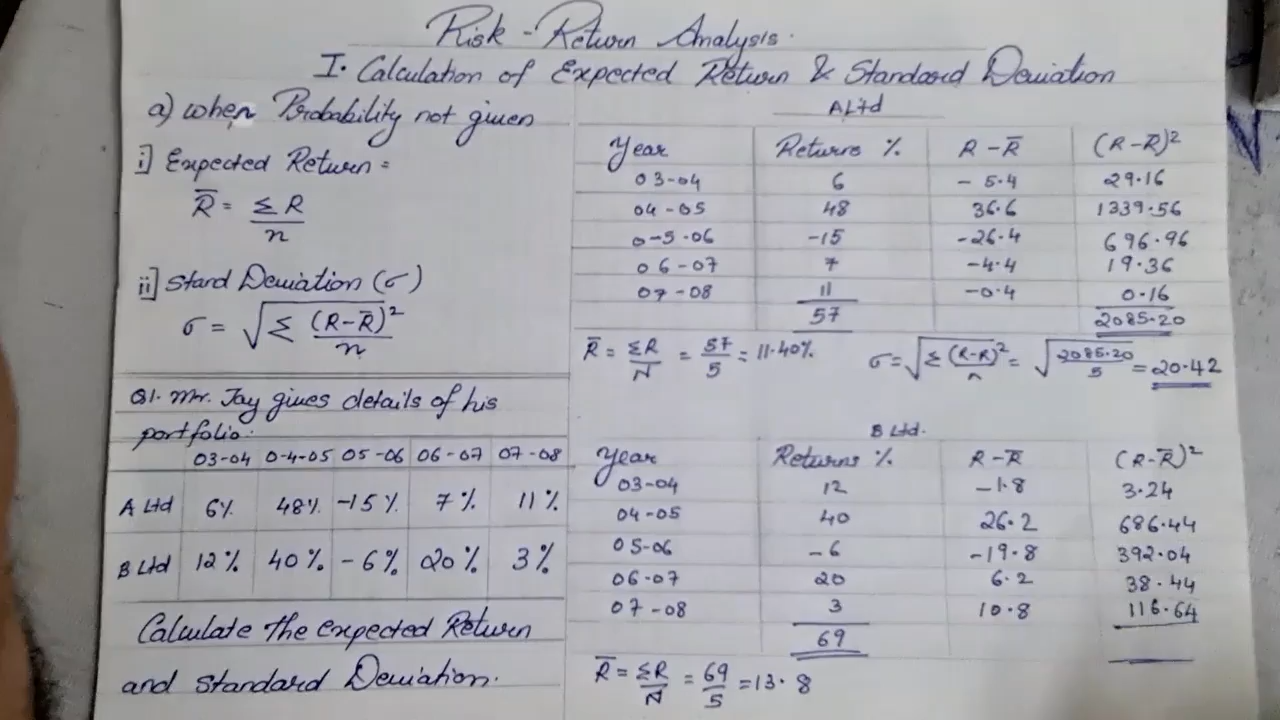 Risk - Return Analysis.
I. Calculation of Expected Return & Standard Deviation
a) when Probability not given
i] Expected Return =
R̅ = ΣR / n
ii] Stard Deviation (σ)
σ = √Σ (R-R̅)² / n
Q1. Mr. Jay gives details of his
portfolio:
03-04 0-4-05 05-06 06-07 07-08
A Ltd 6% 48% -15% 7% 11%
B Ltd 12% 40% -6% 20% 3%
Calculate the Expected Return
and Standard Deviation.
A Ltd
Year Returns % R-R̅ (R-R̅)²
03-04 6 -5.4 29.16
04-05 48 36.6 1339.56
0-5-06 -15 -26.4 696.96
06-07 7 -4.4 19.36
07-08 11 -0.4 0.16
57 2085.20
R̅ = ΣR / N = 57 / 5 = 11.40% σ = √Σ (R-R)² / n = √2085.20 / 5 = 20.42
B Ltd.
Year Returns % R-R̅ (R-R̅)²
03-04 12 -1.8 3.24
04-05 40 26.2 686.44
05-06 -6 -19.8 392.04
06-07 20 6.2 38.44
07-08 3 10.8 116.64
69
R̅ = ΣR / N = 69 / 5 = 13.8